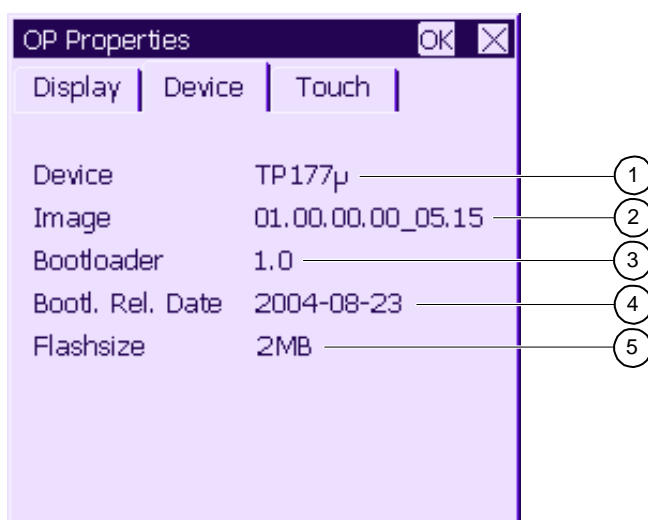 OP Properties OK
Display Device Touch
Device TP177µ 1
Image 01.00.00.00_05.15 2
Bootloader 1.0 3
Bootl. Rel. Date 2004-08-23 4
Flashsize 2MB 5